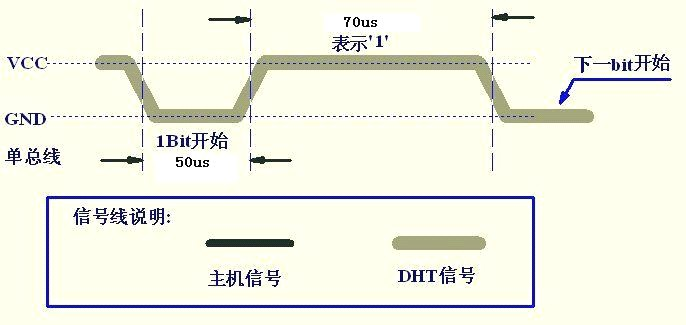 70us
表示'1'
VCC
下一bit开始
GND
1Bit开始
单总线
50us
信号线说明:
主机信号
DHT信号